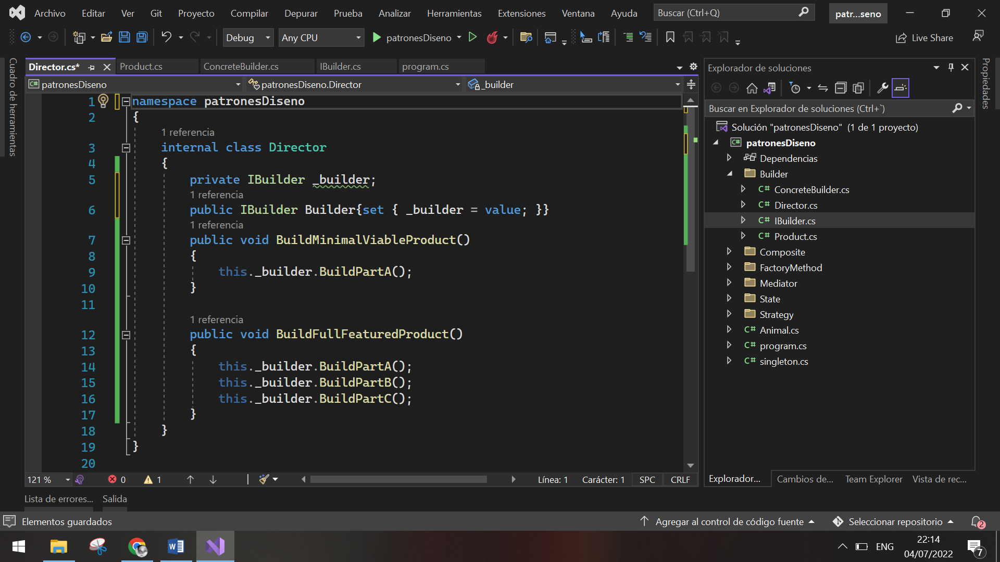 Archivo Editar Ver Git Proyecto Compilar Depurar Prueba Analizar Herramientas Extensiones Ventana Ayuda Buscar (Ctrl+Q) patr...seno
Debug Any CPU patronesDiseno Live Share
Cuadro de herramientas
Director.cs* Product.cs ConcreteBuilder.cs IBuilder.cs program.cs
C# patronesDiseno patronesDiseno.Director _builder
1 namespace patronesDiseno
2 {
1 referencia
3 internal class Director
4 {
5 private IBuilder _builder;
1 referencia
6 public IBuilder Builder{set { _builder = value; }}
1 referencia
7 public void BuildMinimalViableProduct()
8 {
9 this._builder.BuildPartA();
10 }
11
1 referencia
12 public void BuildFullFeaturedProduct()
13 {
14 this._builder.BuildPartA();
15 this._builder.BuildPartB();
16 this._builder.BuildPartC();
17 }
18 }
19 }
20
121 % 0 1 Línea: 1 Carácter: 1 SPC CRLF
Explorador de soluciones
Buscar en Explorador de soluciones (Ctrl+`)
Solución "patronesDiseno" (1 de 1 proyecto)
C# patronesDiseno
Dependencias
Builder
C# ConcreteBuilder.cs
C# Director.cs
C# IBuilder.cs
C# Product.cs
Composite
FactoryMethod
Mediator
State
Strategy
C# Animal.cs
C# program.cs
C# singleton.cs
Explorador... Cambios de... Team Explorer Vista de rec...
Propiedades
Lista de errores... Salida
Elementos guardados Agregar al control de código fuente Seleccionar repositorio 2
W ENG 22:14
04/07/2022 7